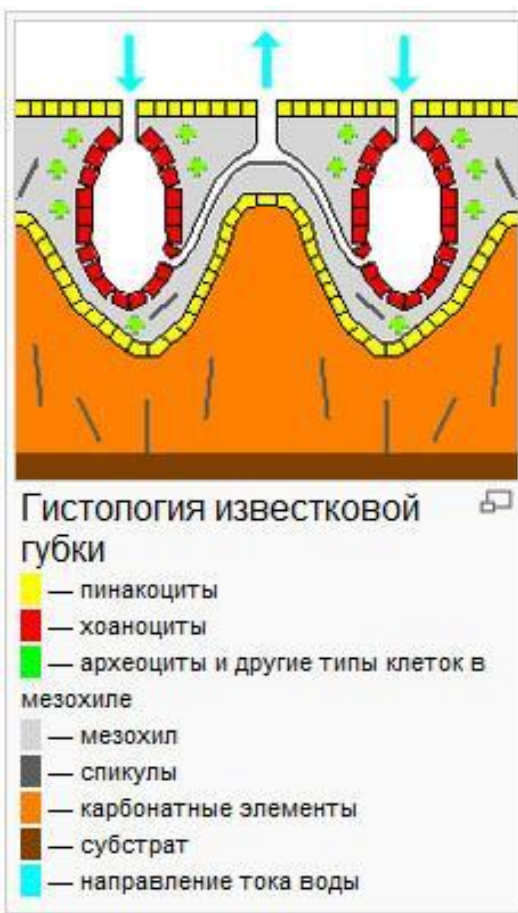 Гистология известковой
губки
— пинакоциты
— хоаноциты
— археоциты и другие типы клеток в
мезохиле
— мезохил
— спикулы
— карбонатные элементы
— субстрат
— направление тока воды